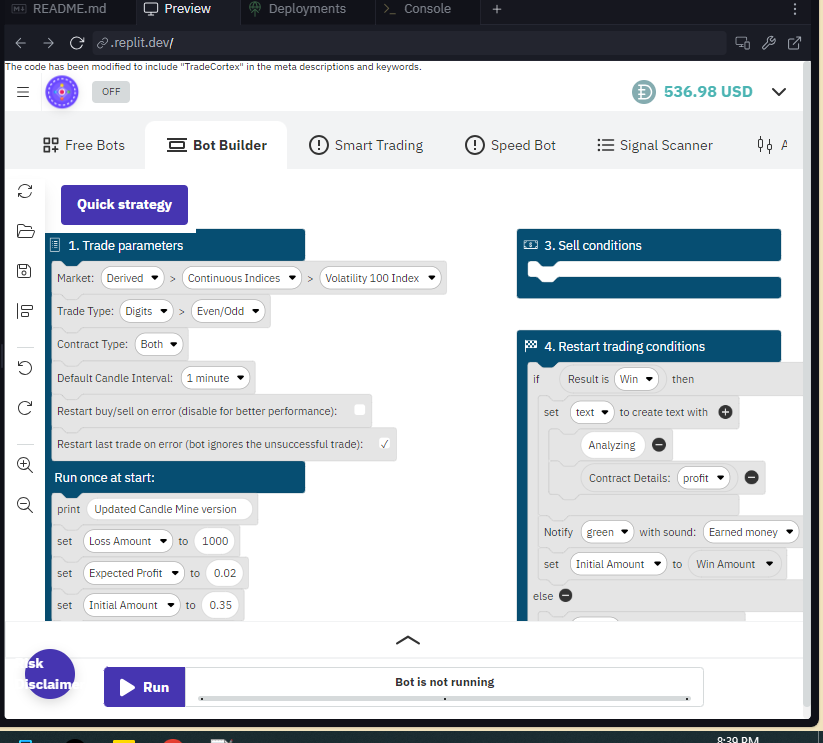 README.md Preview Deployments Console
.replit.dev/
The code has been modified to include "TradeCortex" in the meta descriptions and keywords.
OFF 536.98 USD
Free Bots Bot Builder Smart Trading Speed Bot Signal Scanner A
Quick strategy
1. Trade parameters
Market: Derived > Continuous Indices > Volatility 100 Index
Trade Type: Digits > Even/Odd
Contract Type: Both
Default Candle Interval: 1 minute
Restart buy/sell on error (disable for better performance):
Restart last trade on error (bot ignores the unsuccessful trade): ✓
Run once at start:
print Updated Candle Mine version
set Loss Amount to 1000
set Expected Profit to 0.02
set Initial Amount to 0.35
3. Sell conditions
4. Restart trading conditions
if Result is Win then
set text to create text with
Analyzing
Contract Details: profit
Notify green with sound: Earned money
set Initial Amount to Win Amount
else
sk
isclaim
Run
Bot is not running
8:39 PM